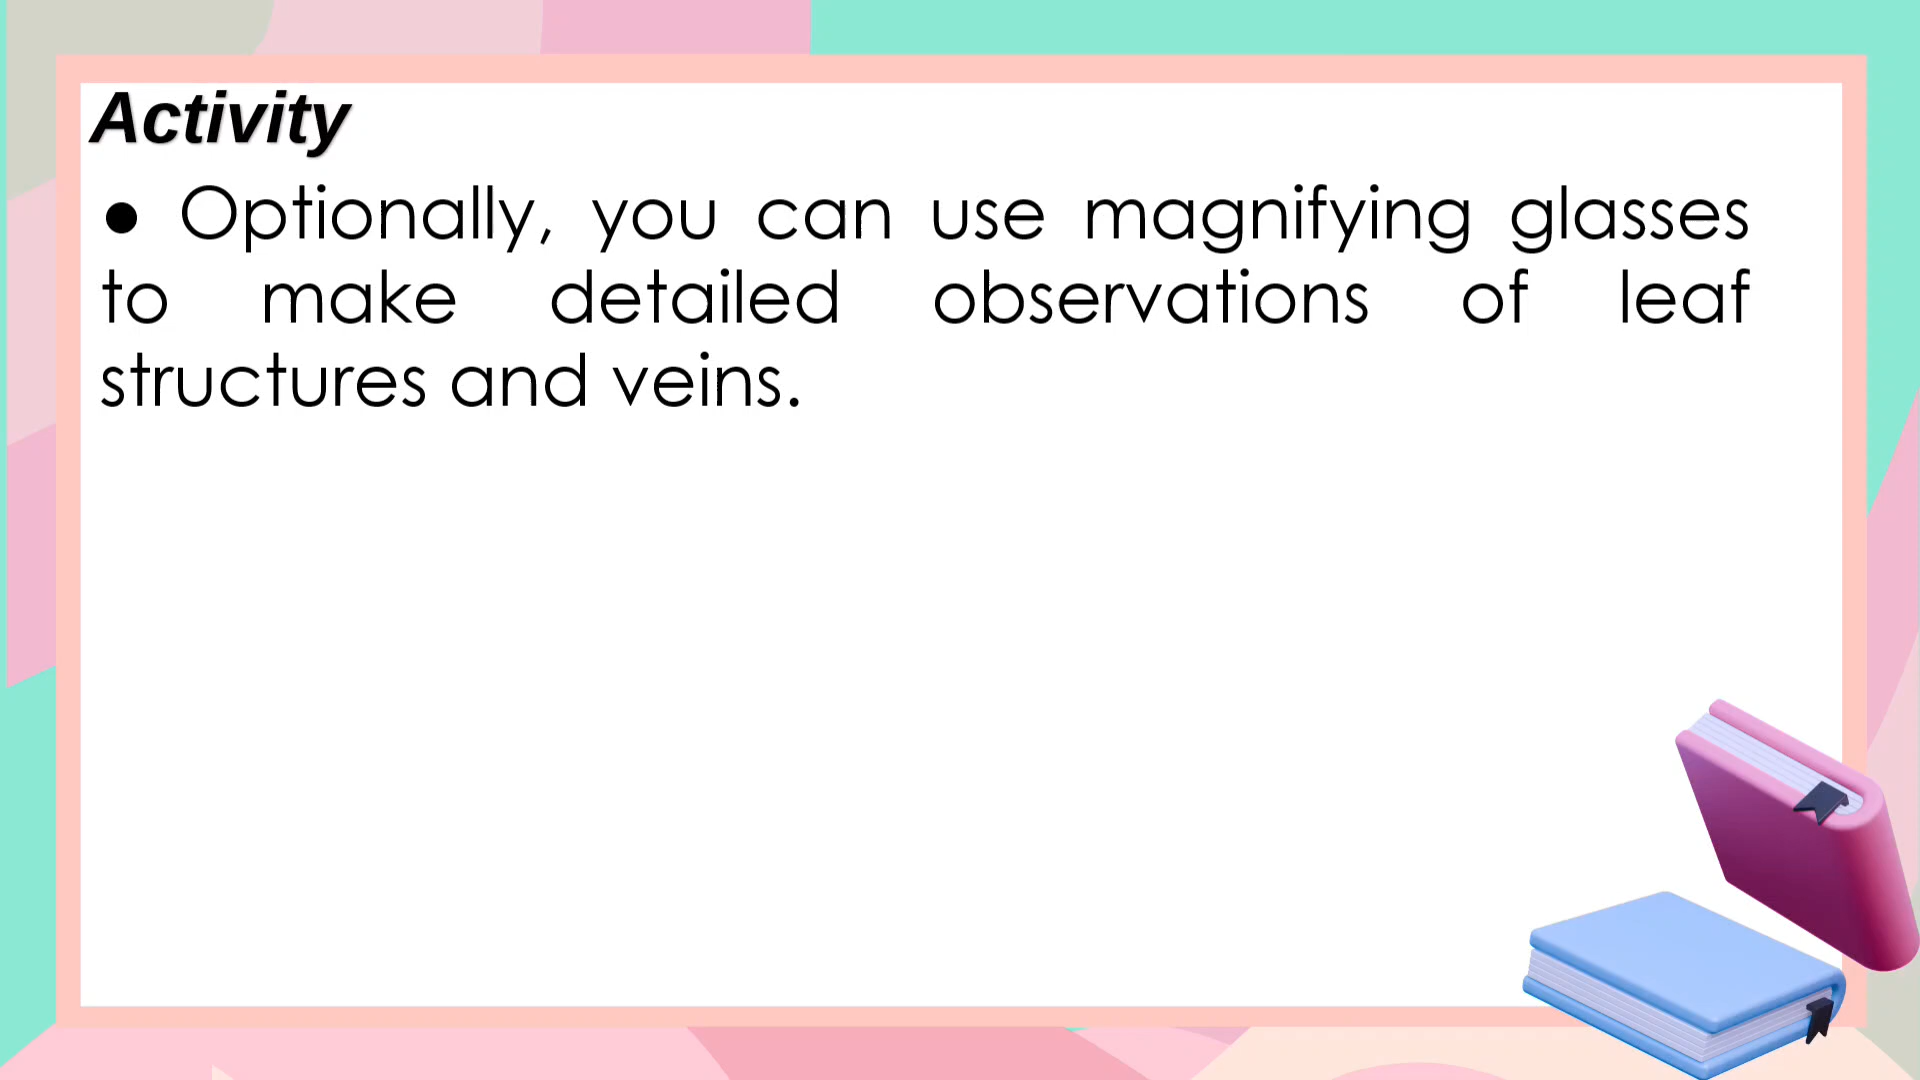 Activity
● Optionally, you can use magnifying glasses
to make detailed observations of leaf
structures and veins.